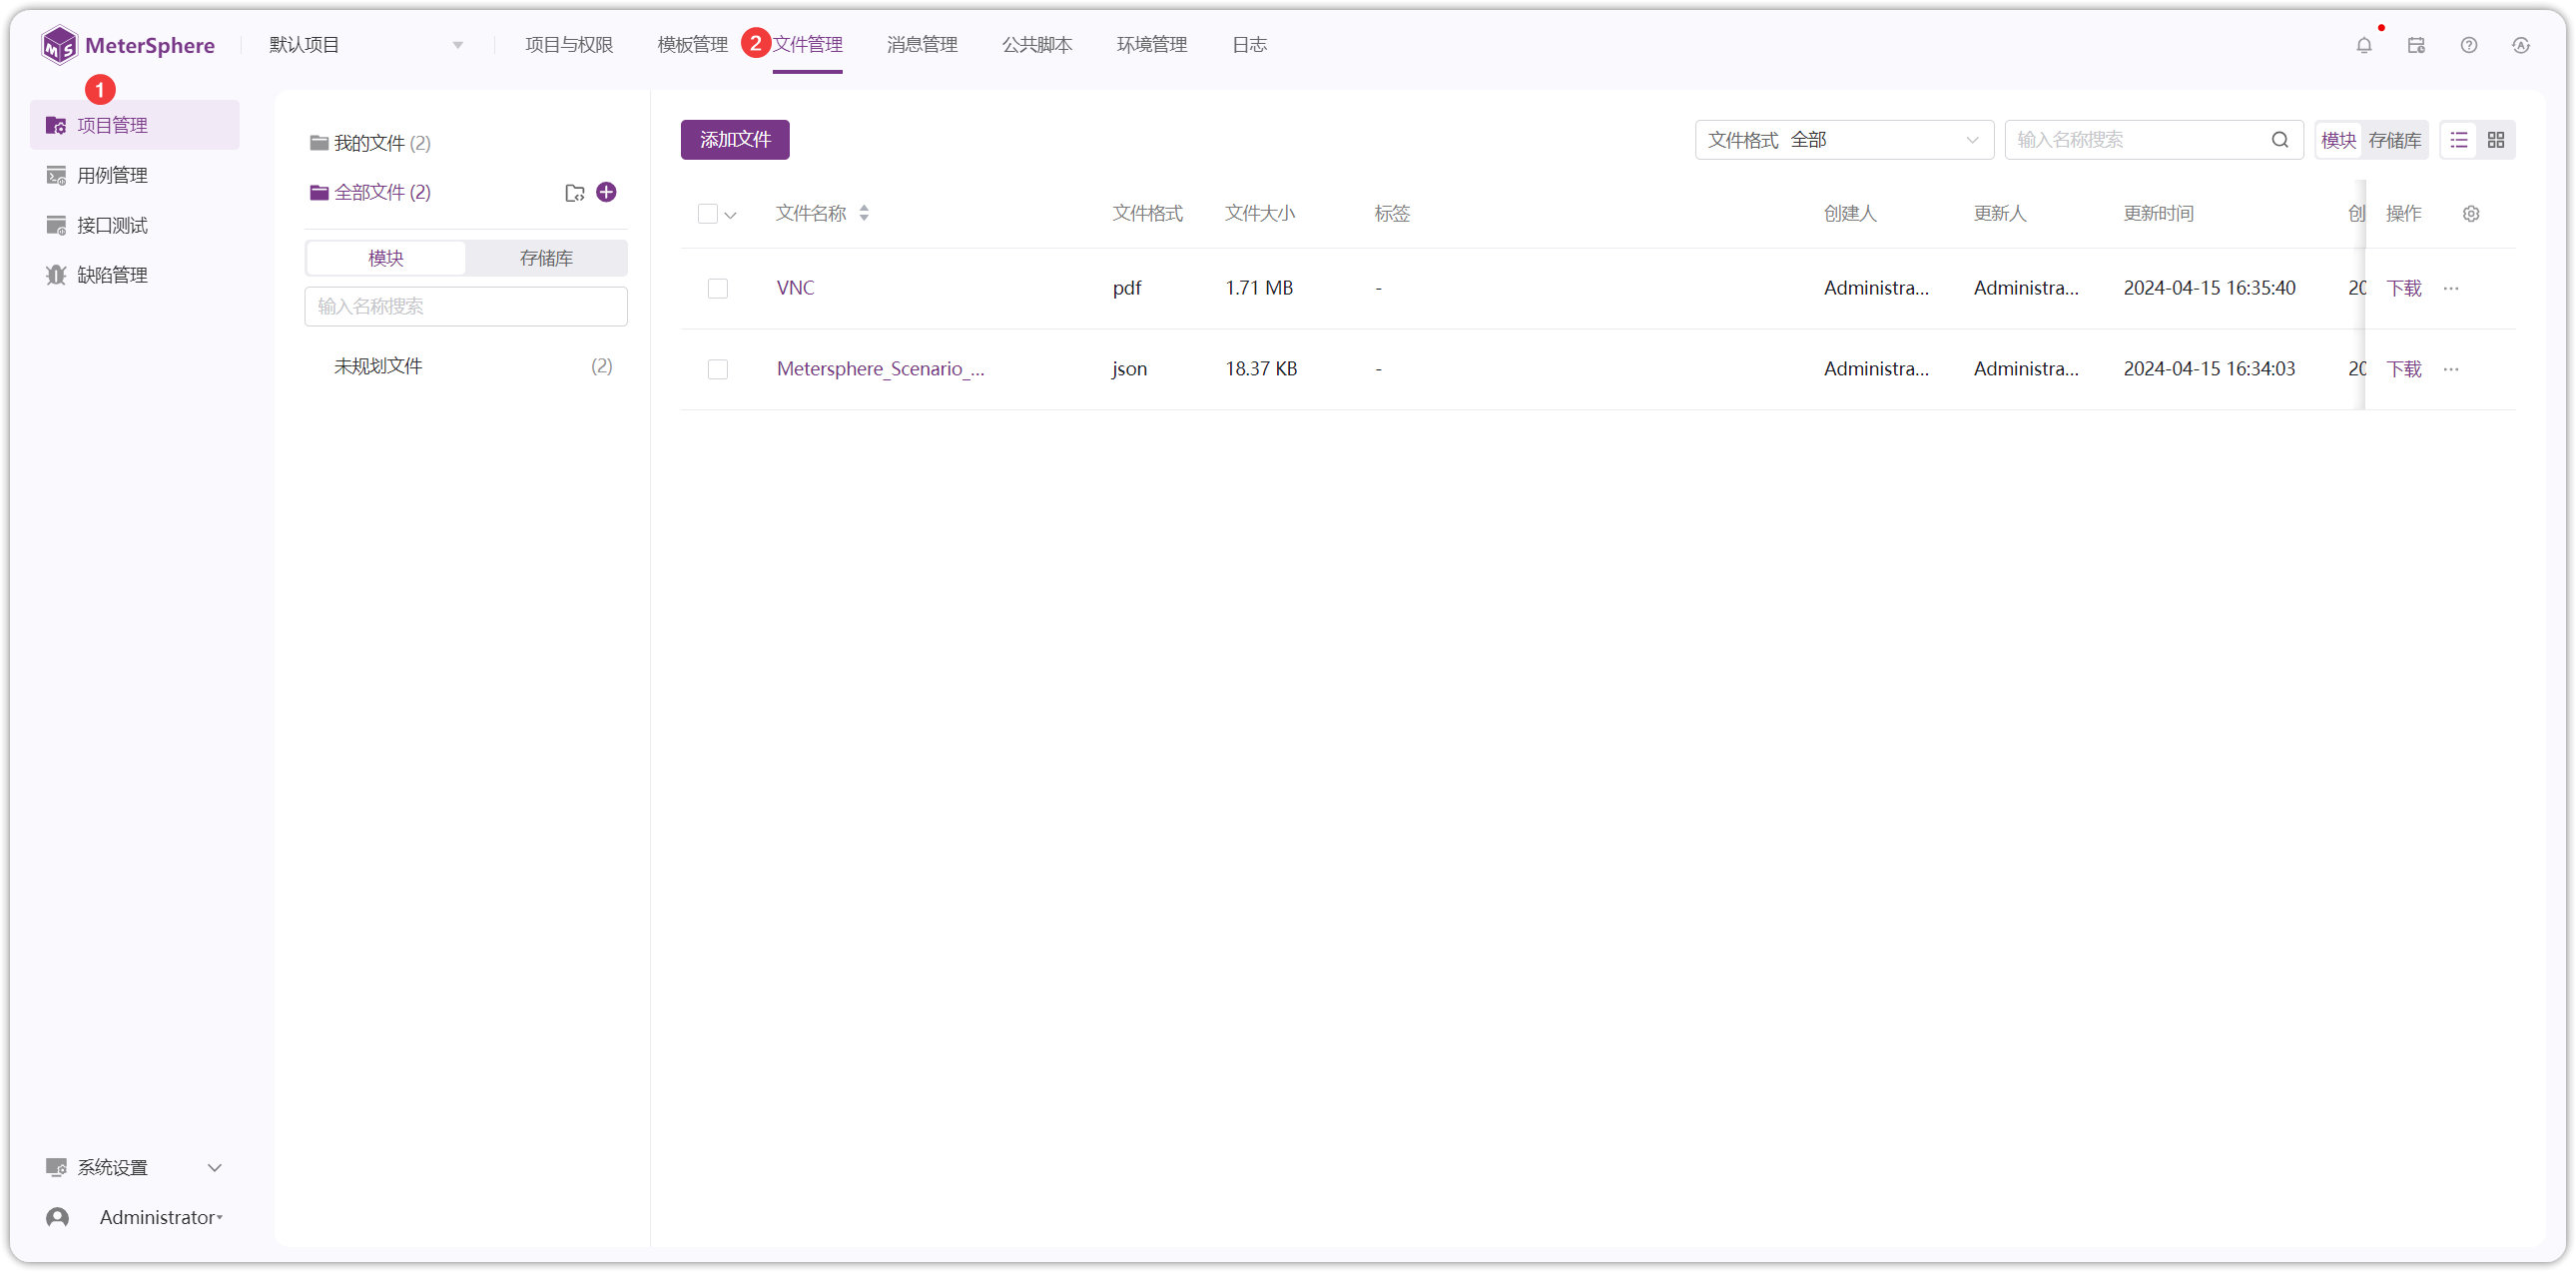 MeterSphere
默认项目
项目与权限
模板管理
2
文件管理
消息管理
公共脚本
环境管理
日志
1
项目管理
用例管理
接口测试
缺陷管理
系统设置
Administrator
我的文件 (2)
全部文件 (2)
模块
存储库
输入名称搜索
未规划文件 (2)
添加文件
文件格式 全部
输入名称搜索
模块 存储库
文件名称 文件格式 文件大小 标签 创建人 更新人 更新时间 创 操作
VNC pdf 1.71 MB - Administra... Administra... 2024-04-15 16:35:40 20 下载 ...
Metersphere_Scenario_... json 18.37 KB - Administra... Administra... 2024-04-15 16:34:03 20 下载 ...